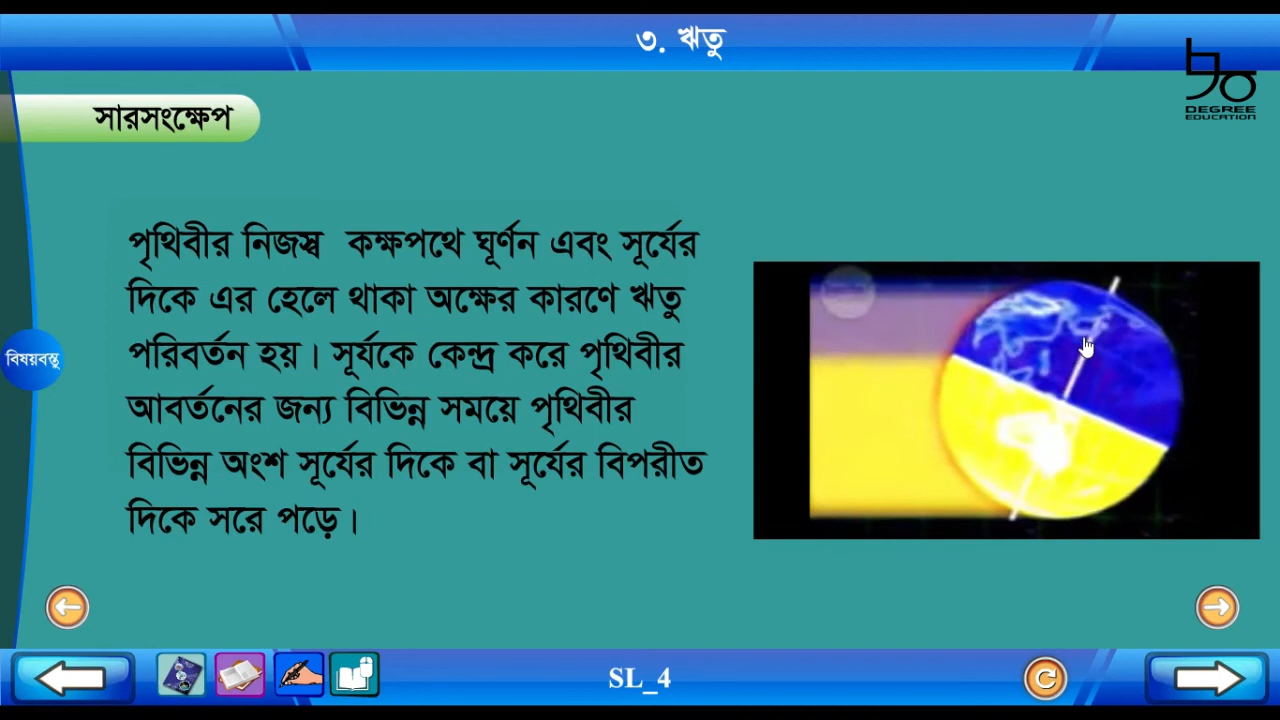 ৩. ঋতু
DEGREE
EDUCATION
সারসংক্ষেপ
পৃথিবীর নিজস্ব কক্ষপথে ঘূর্ণন এবং সূর্যের
দিকে এর হেলে থাকা অক্ষের কারণে ঋতু
পরিবর্তন হয়। সূর্যকে কেন্দ্র করে পৃথিবীর
আবর্তনের জন্য বিভিন্ন সময়ে পৃথিবীর
বিভিন্ন অংশ সূর্যের দিকে বা সূর্যের বিপরীত
দিকে সরে পড়ে।
বিষয়বস্তু
SL_4